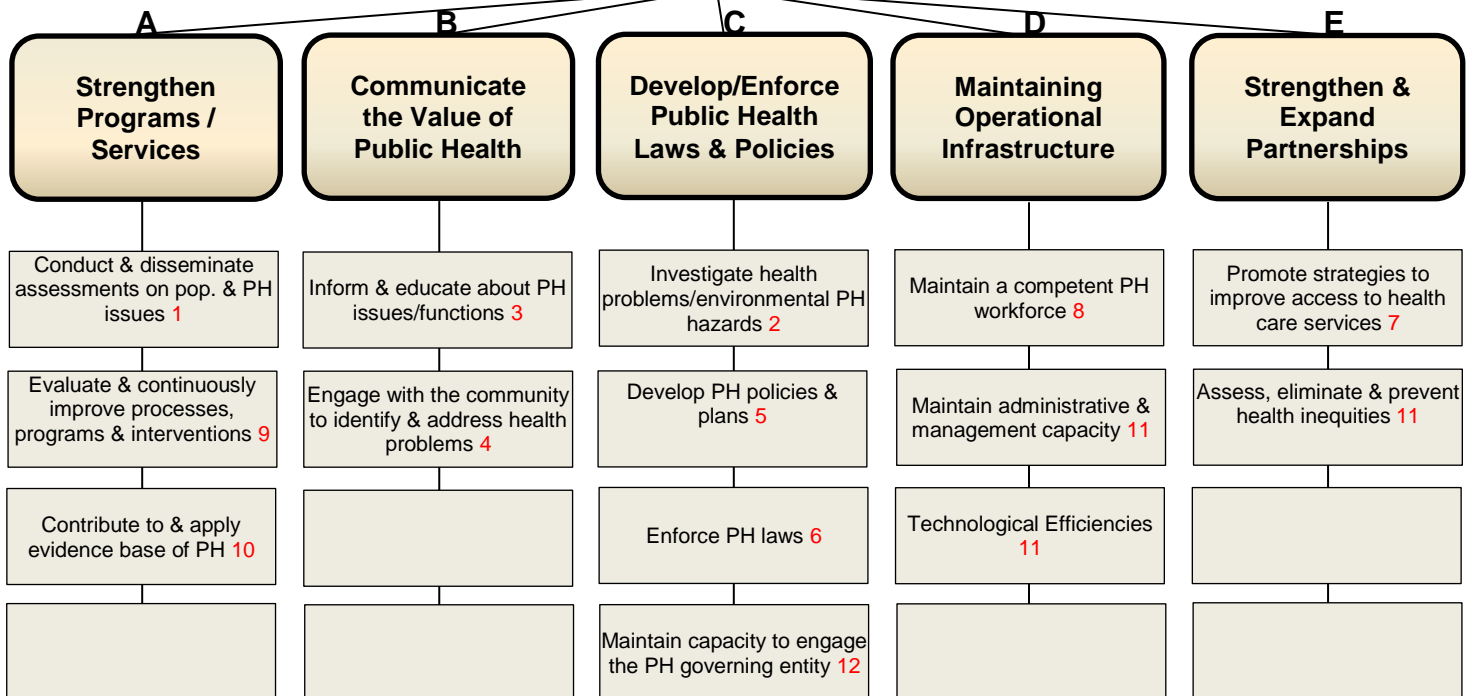 A
Strengthen
Programs /
Services
Conduct & disseminate
assessments on pop. & PH
issues 1
Evaluate & continuously
improve processes,
programs & interventions 9
Contribute to & apply
evidence base of PH 10
B
Communicate
the Value of
Public Health
Inform & educate about PH
issues/functions 3
Engage with the community
to identify & address health
problems 4
C
Develop/Enforce
Public Health
Laws & Policies
Investigate health
problems/environmental PH
hazards 2
Develop PH policies &
plans 5
Enforce PH laws 6
Maintain capacity to engage
the PH governing entity 12
D
Maintaining
Operational
Infrastructure
Maintain a competent PH
workforce 8
Maintain administrative &
management capacity 11
Technological Efficiencies
11
E
Strengthen &
Expand
Partnerships
Promote strategies to
improve access to health
care services 7
Assess, eliminate & prevent
health inequities 11